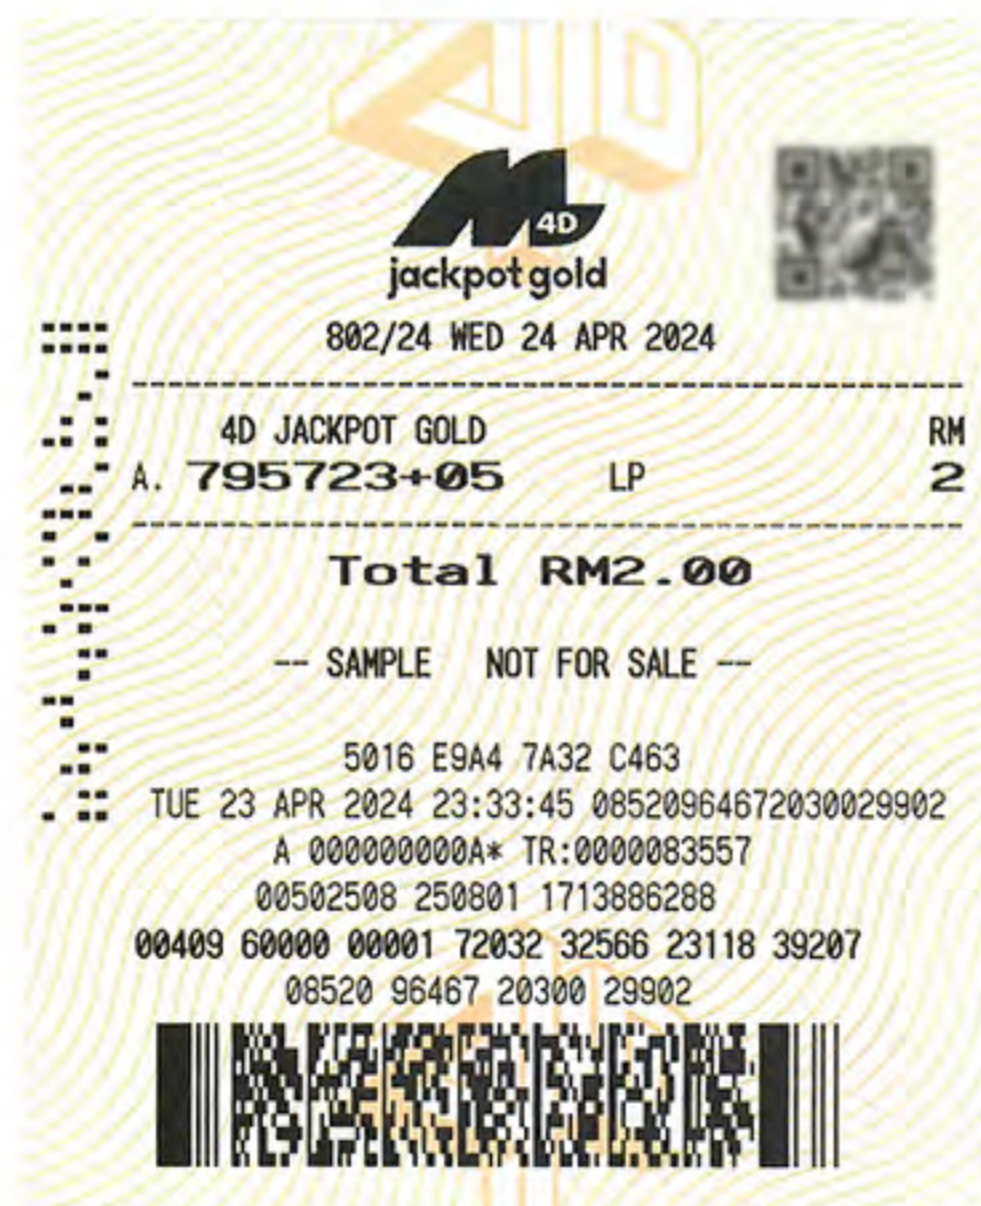 4D
jackpot gold
802/24 WED 24 APR 2024
4D JACKPOT GOLD RM
A. 795723+05 LP 2
Total RM2.00
-- SAMPLE NOT FOR SALE --
5016 E9A4 7A32 C463
TUE 23 APR 2024 23:33:45 08520964672030029902
A 000000000A* TR:0000083557
00502508 250801 1713886288
00409 60000 00001 72032 32566 23118 39207
08520 96467 20300 29902